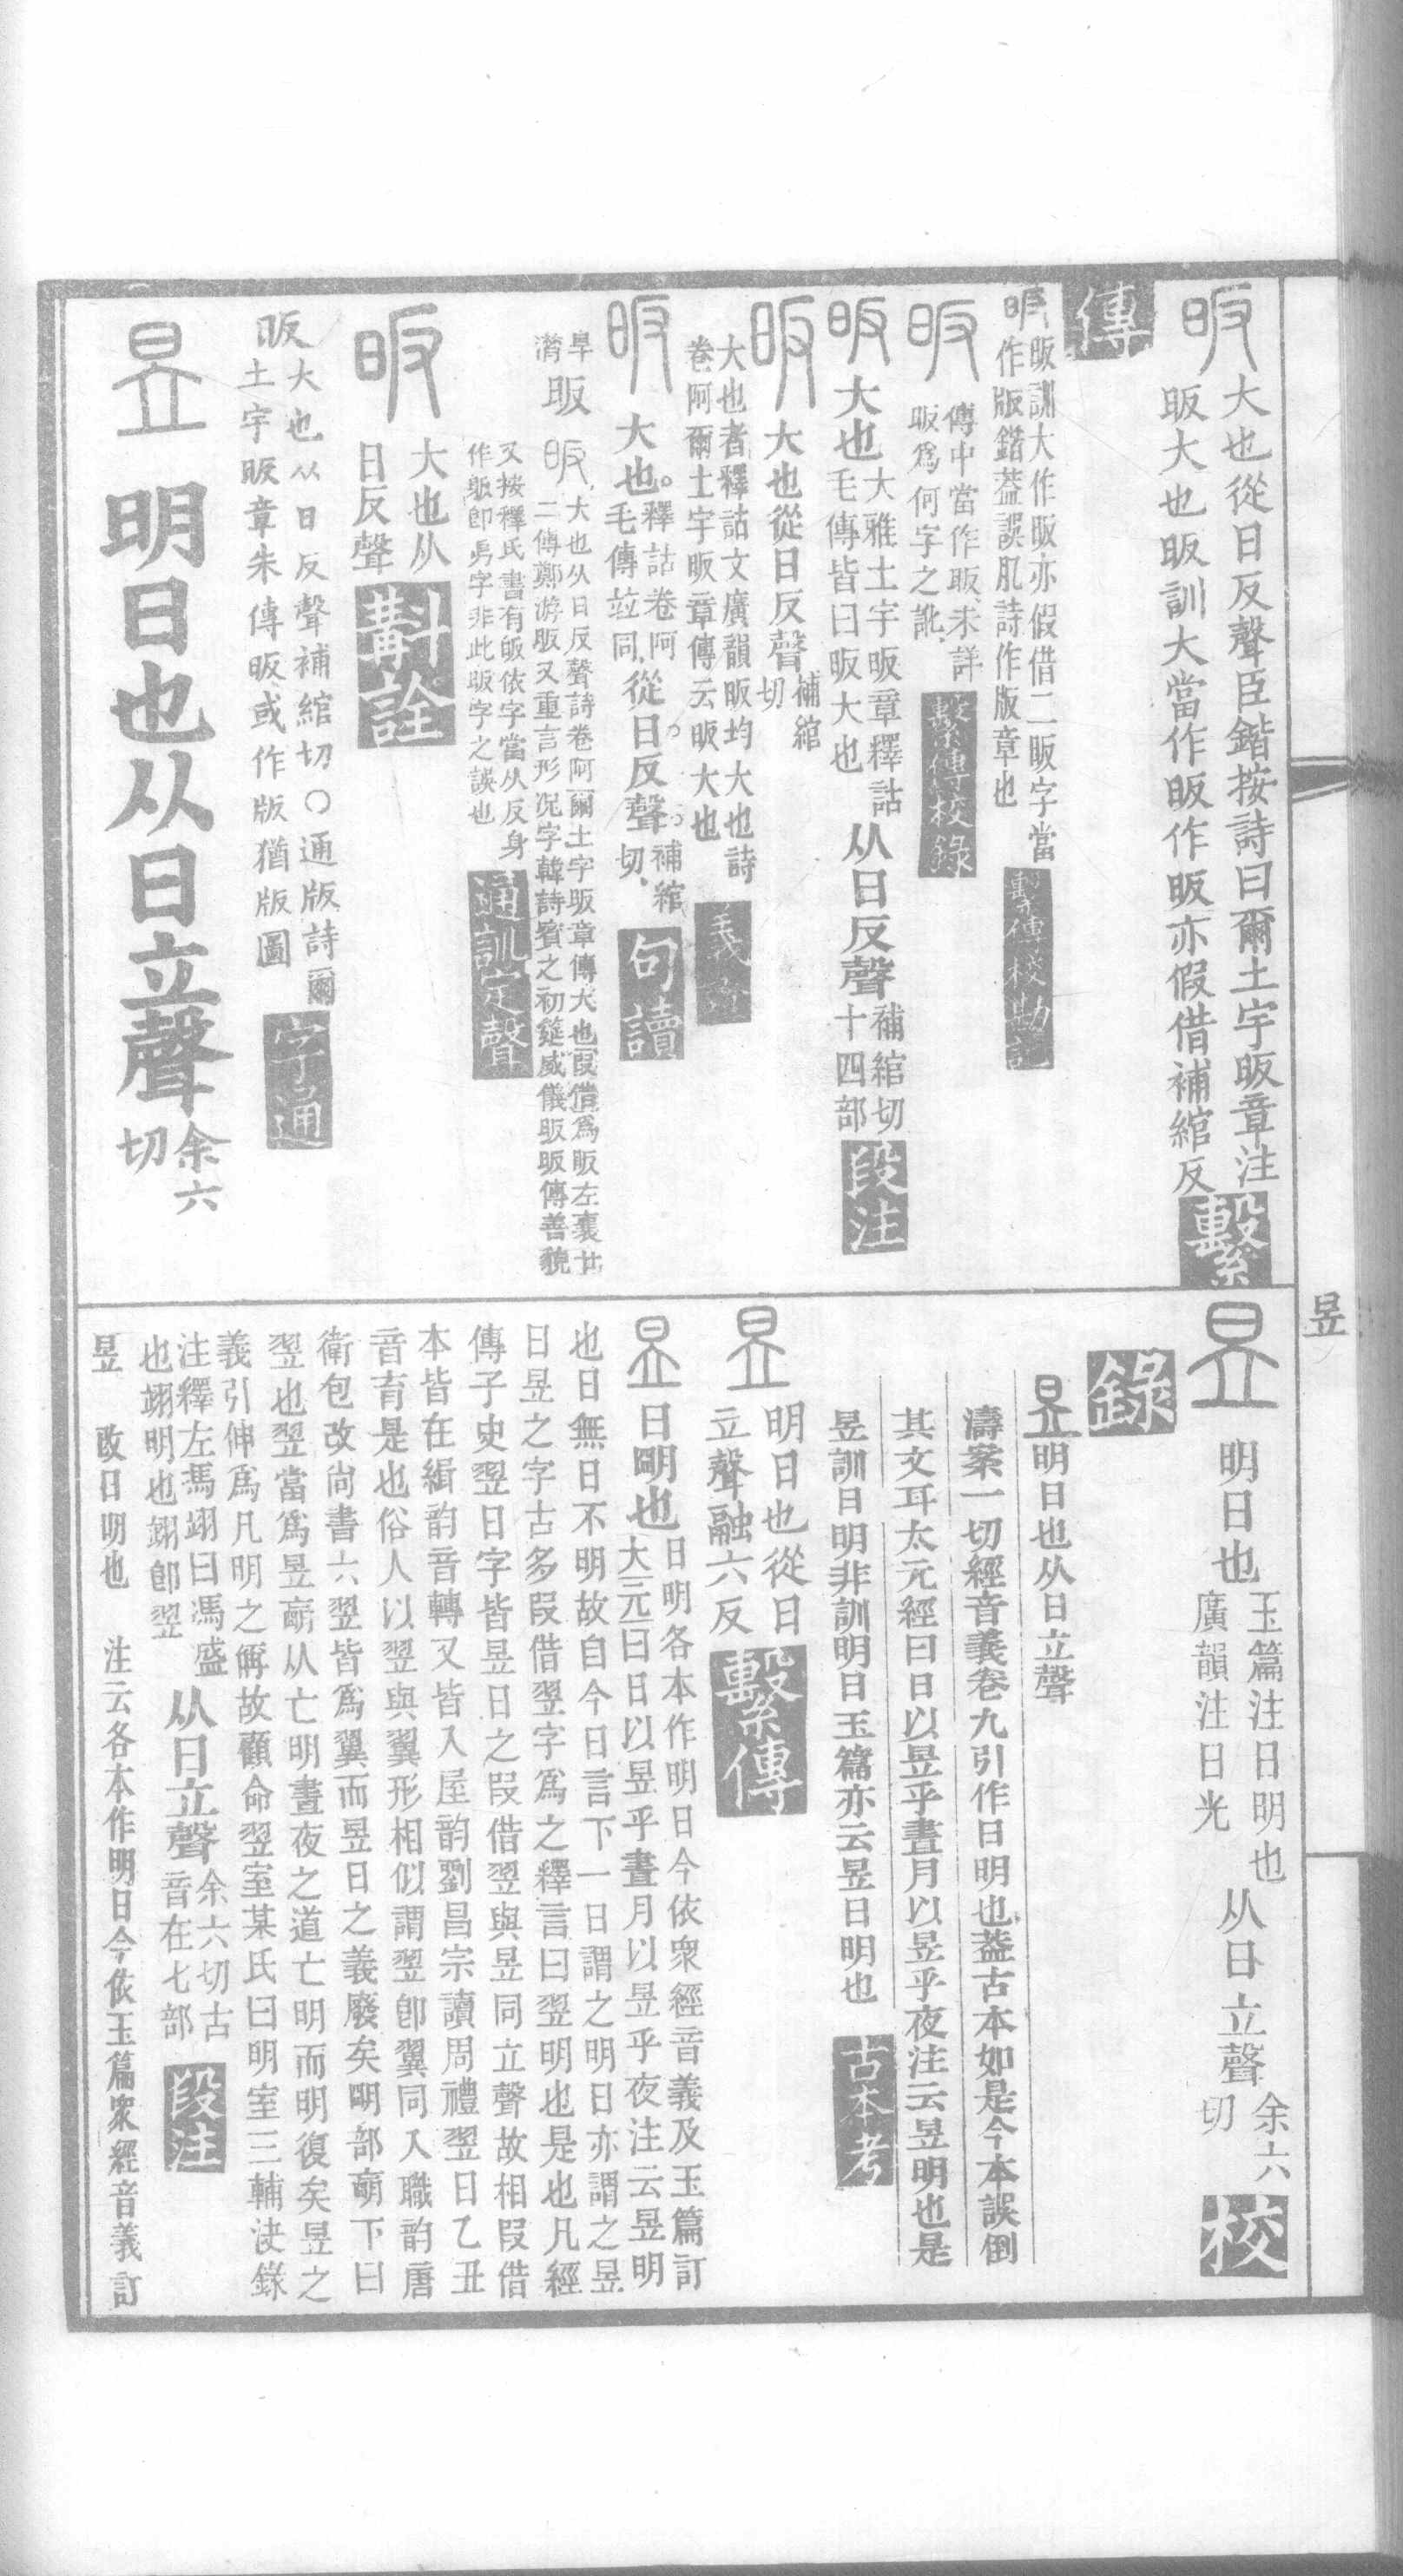 大也從日反聲臣鍇按詩曰爾土宇昄章注
昄大也昄訓大當作昄作昄亦假借補綰反
繫
傳
昄訓大作昄亦假借二昄字當
作版鍇葢誤肊詩作版章也
繫傳校勘記
昄
傳中當作昄未詳
昄爲何字之訛
繫傳校錄
昄
大也
大雅土宇昄章釋詁
毛傳皆曰昄大也
从日反聲
補綰切
十四部
段注
大也從日反聲
補綰
切
大也者釋詁文廣韻昄均大也詩
卷阿爾土宇昄章傳云昄大也
義證
大也
釋詁卷阿
毛傳竝同
從日反聲
補綰
切
句讀
昄
大也从日反聲詩卷阿爾土宇昄章傳大也叚借爲昄左襄廿
二傳鄭游昄又重言形況字韓詩賓之初筵威儀昄昄傳善貌
又按釋氏書有皈依字當从反身
作躼卽㐆字非此昄字之誤也
通訓定聲
昄
大也从
日反聲
斠詮
昄
大也从日反聲補綰切〇通版詩爾
土宇昄章朱傳昄或作版猶版圖
字通
昱
明日也从日立聲
余六
切
昱
昱
明日也
玉篇注日明也
廣韻注日光
从日立聲
余六
切
校
錄
昱明日也从日立聲
濤案一切經音義卷九引作日明也葢古本如是今本誤倒
其文耳太元經曰日以昱乎晝月以昱乎夜注云昱明也是
昱訓日明非訓明日玉篇亦云昱日明也
古本考
昱
明日也從日
立聲融六反
繫傳
昱
日朙也
日明各本作明日今依衆經音義及玉篇訂
大元曰日以昱乎晝月以昱乎夜注云昱明
也日無日不明故自今日言下一日謂之明日亦謂之昱
日昱之字古多叚借翌字爲之釋言曰翌明也是也凡經
傳子史翌日字皆昱日之叚借翌與昱同立聲故相叚借
本皆在緝韵音轉又皆入屋韵劉昌宗讀周禮翌日乙丑
音育是也俗人以翌與翼形相似謂翌卽翼同入職韵唐
衛包改尚書六翌皆爲翼而昱日之義廢矣朙部𥃲下曰
翌也翌當爲昱𥃲从亡明晝夜之道亡明而明復矣昱之
義引伸爲凡明之偁故顧命翌室某氏曰明室三輔決錄
注釋左馮翊曰馮盛
也翊明也翊卽翌
从日立聲
余六切古
音在七部
段注
昱
改日明也
注云各本作明日今依玉篇衆經音義訂